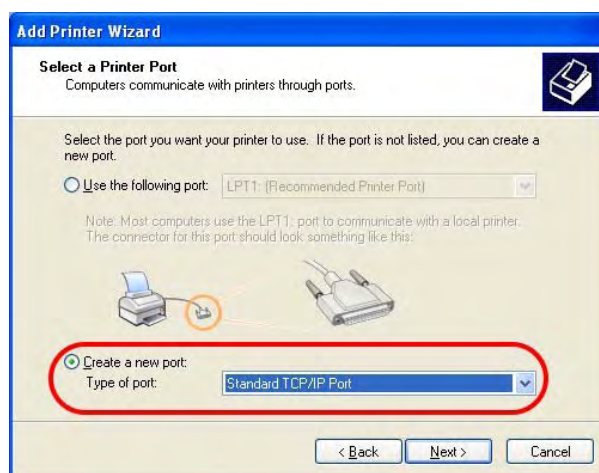 Add Printer Wizard
Select a Printer Port
Computers communicate with printers through ports.
Select the port you want your printer to use. If the port is not listed, you can create a
new port.
Use the following port: LPT1: (Recommended Printer Port)
Note: Most computers use the LPT1: port to communicate with a local printer.
The connector for this port should look something like this:
Create a new port:
Type of port: Standard TCP/IP Port
< Back Next > Cancel